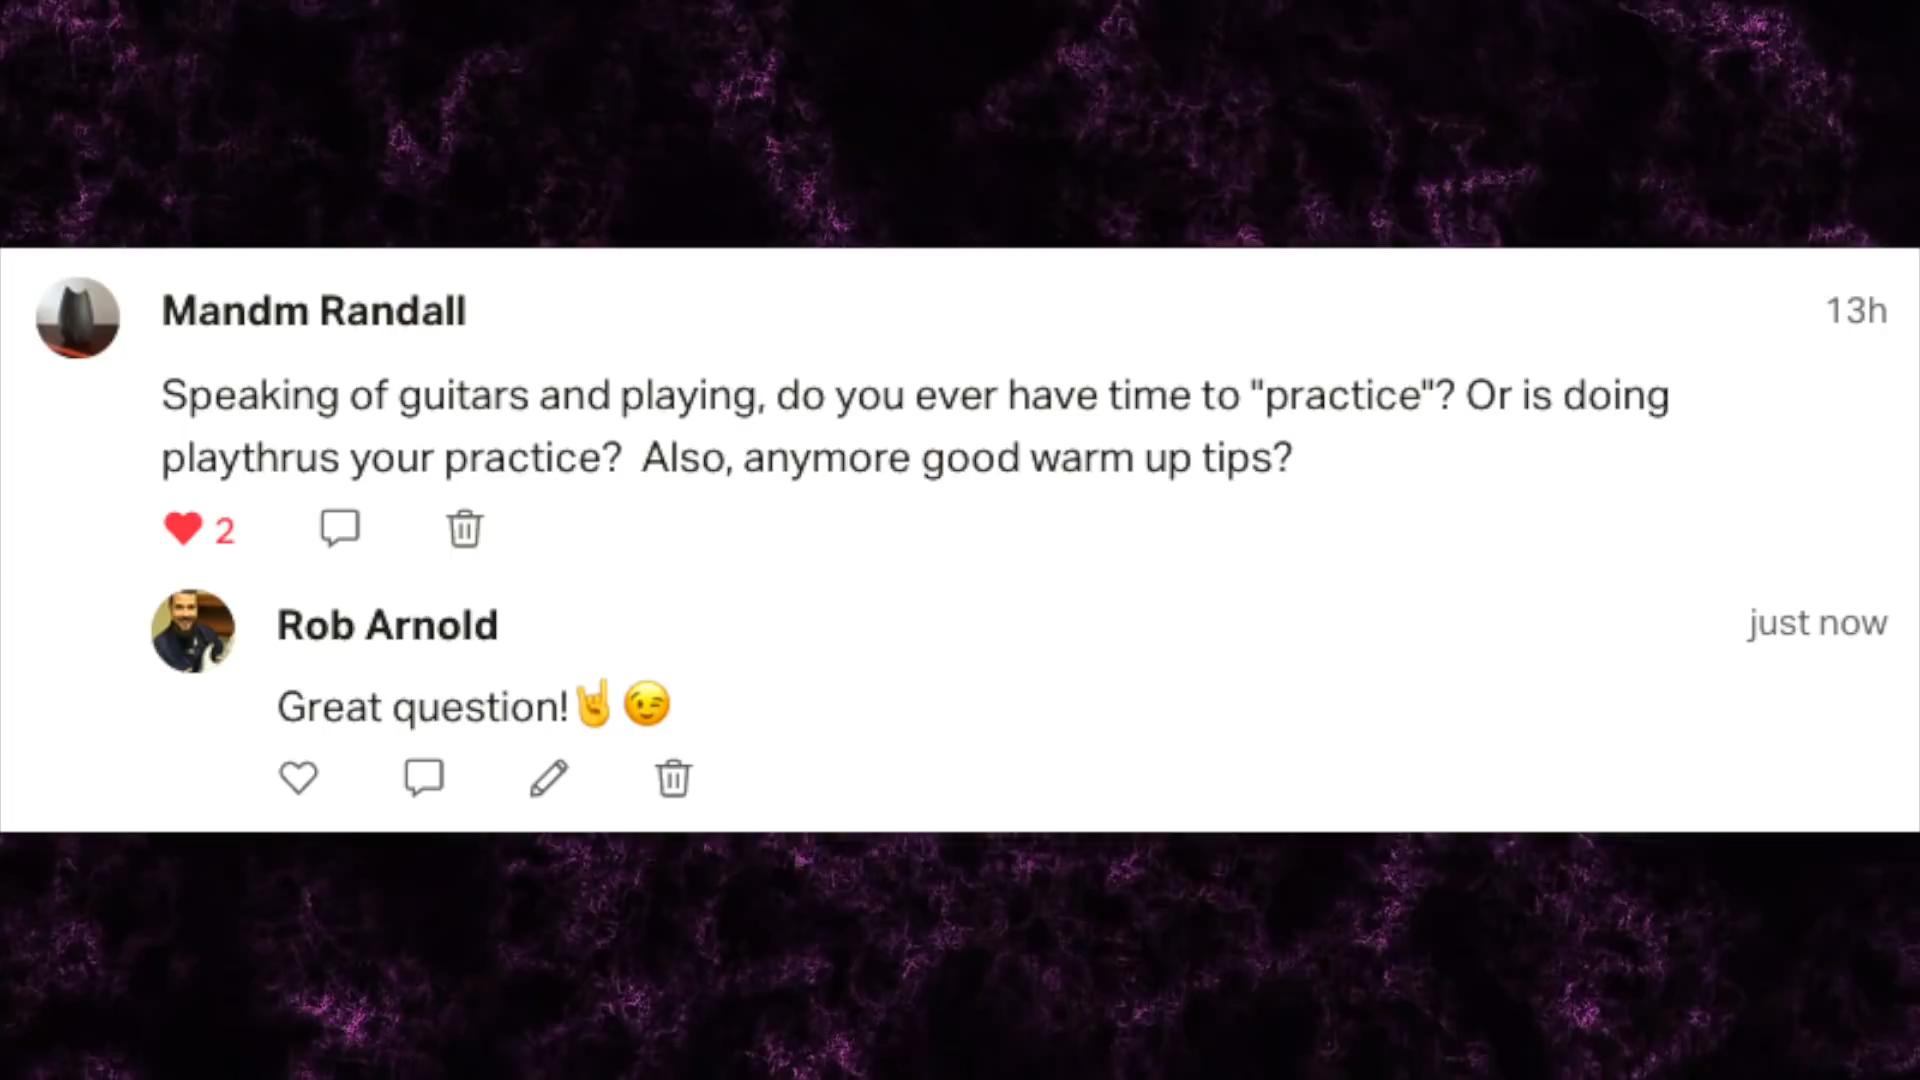 Mandm Randall
13h
Speaking of guitars and playing, do you ever have time to "practice"? Or is doing
playthrus your practice?  Also, anymore good warm up tips?
2
Rob Arnold
just now
Great question!🤘😉